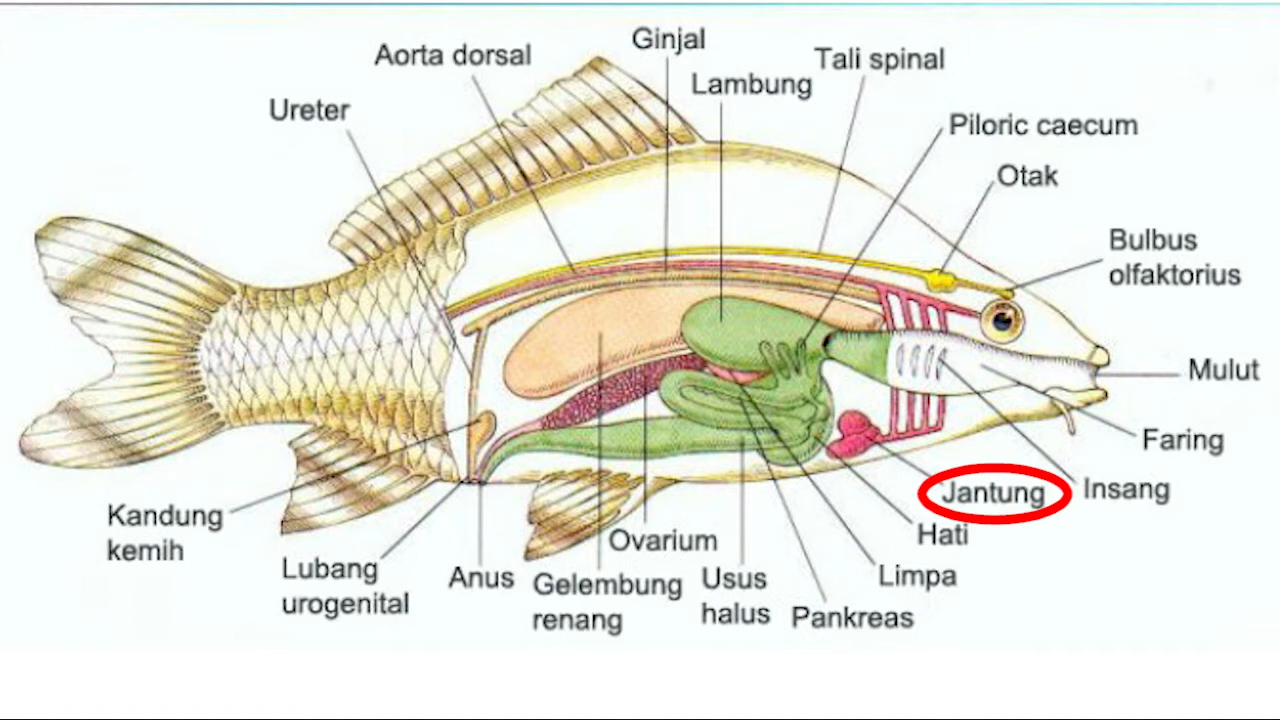 Ginjal
Aorta dorsal
Tali spinal
Lambung
Ureter
Piloric caecum
Otak
Bulbus
olfaktorius
Mulut
Faring
Insang
Jantung
Kandung
kemih
Hati
Ovarium
Lubang
urogenital
Anus
Gelembung
renang
Usus
halus
Limpa
Pankreas